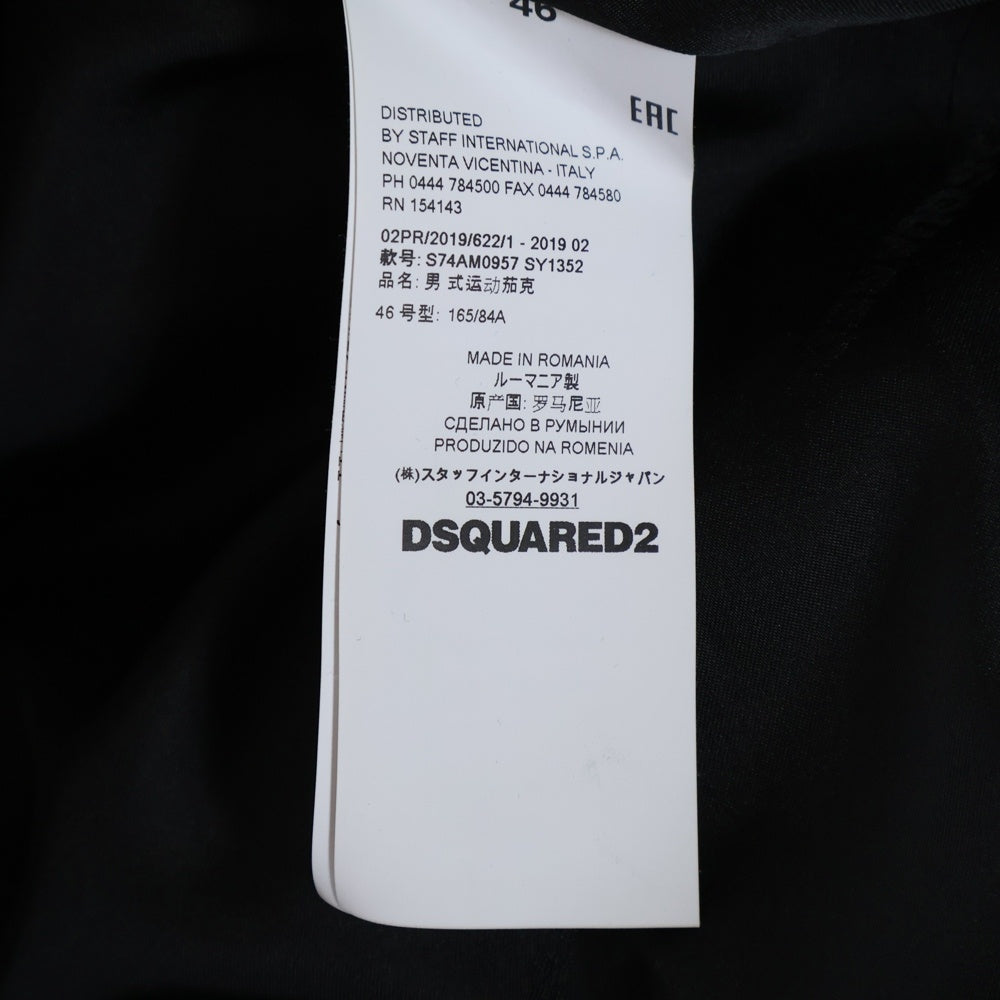 46
EAC
DISTRIBUTED
BY STAFF INTERNATIONAL S.P.A.
NOVENTA VICENTINA - ITALY
PH 0444 784500 FAX 0444 784580
RN 154143
02PR/2019/622/1 - 2019 02
款号: S74AM0957 SY1352
品名: 男 式运动茄克
46 号型: 165/84A
MADE IN ROMANIA
ルーマニア製
原产国: 罗马尼亚
СДЕЛАНО В РУМЫНИИ
PRODUZIDO NA ROMENIA
(株)スタッフインターナショナルジャパン
03-5794-9931
DSQUARED2